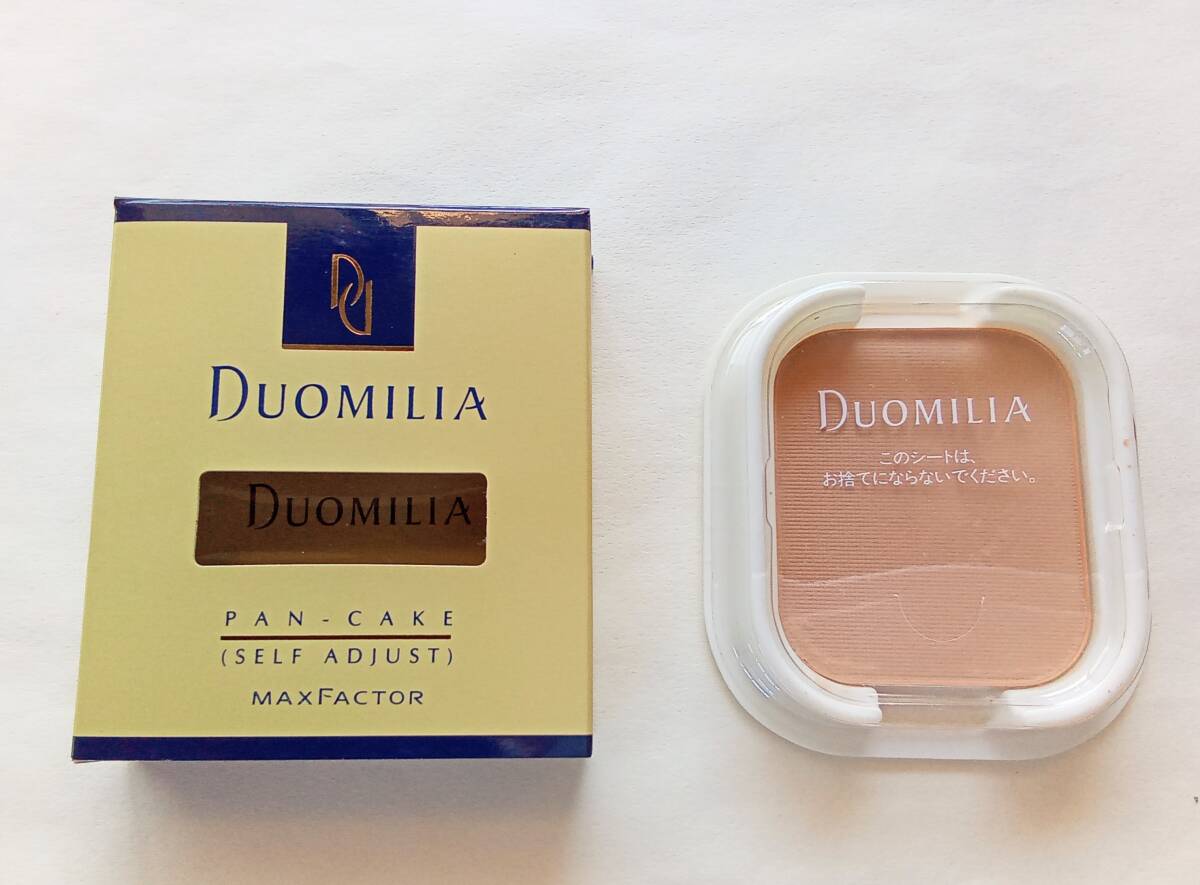 DUOMILIA
DUOMILIA
PAN-CAKE
(SELF ADJUST)
MAXFACTOR
DUOMILIA
このシートは、
お捨てにならないでください。